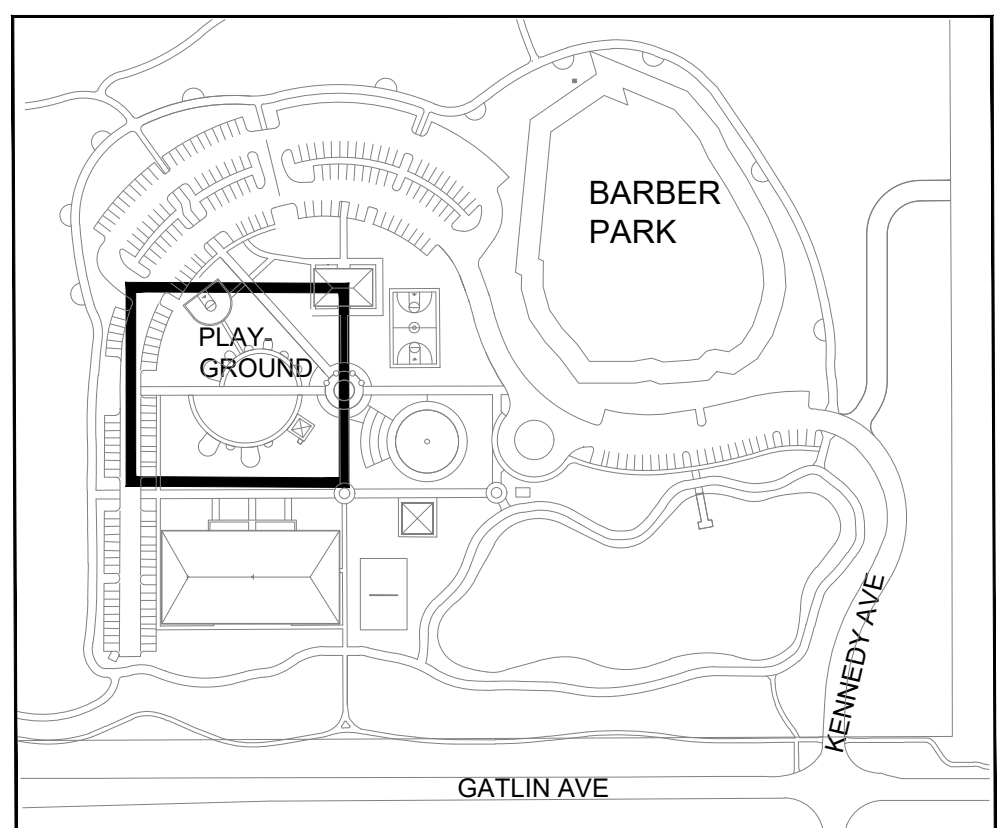 BARBER
PARK
PLAY
GROUND
KENNEDY AVE
GATLIN AVE